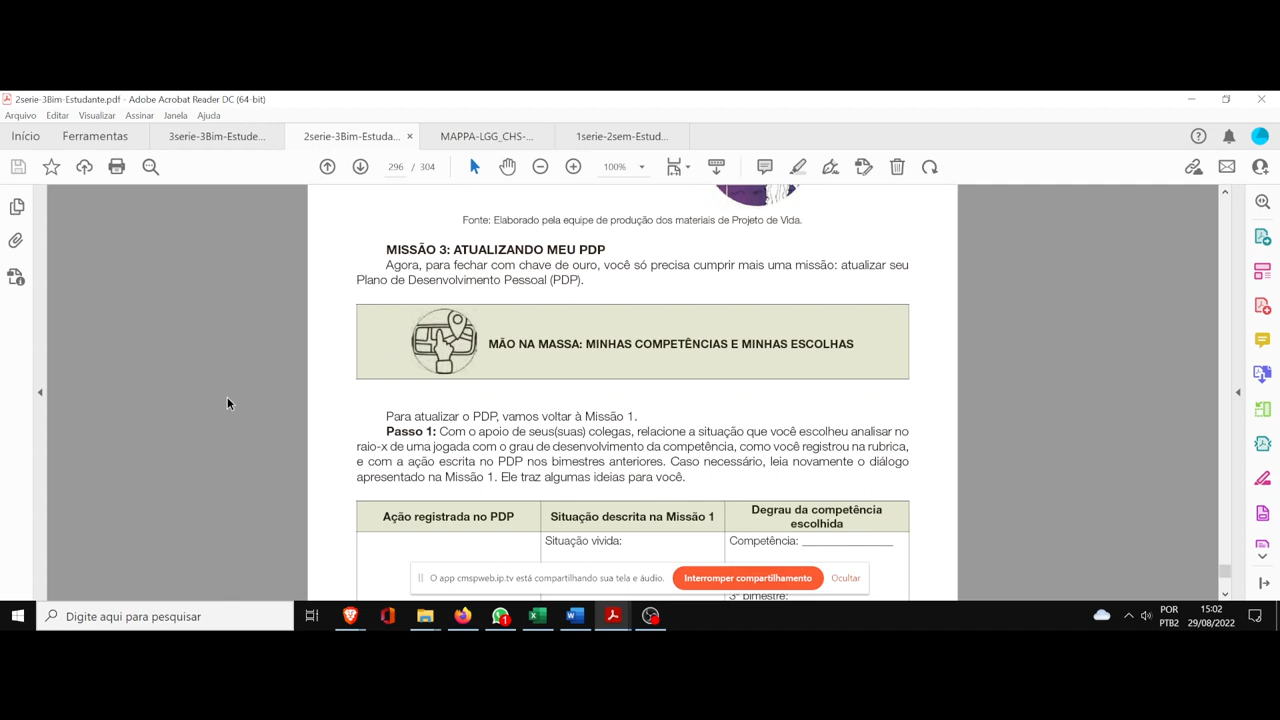 2serie-3Bim-Estudante.pdf - Adobe Acrobat Reader DC (64-bit)
Arquivo Editar Visualizar Assinar Janela Ajuda
Início Ferramentas 3serie-3Bim-Estude... 2serie-3Bim-Estuda... × MAPPA-LGG_CHS-... 1serie-2sem-Estud...
296 / 304 100%
Fonte: Elaborado pela equipe de produção dos materiais de Projeto de Vida.
MISSÃO 3: ATUALIZANDO MEU PDP
Agora, para fechar com chave de ouro, você só precisa cumprir mais uma missão: atualizar seu
Plano de Desenvolvimento Pessoal (PDP).
MÃO NA MASSA: MINHAS COMPETÊNCIAS E MINHAS ESCOLHAS
Para atualizar o PDP, vamos voltar à Missão 1.
Passo 1: Com o apoio de seus(suas) colegas, relacione a situação que você escolheu analisar no
raio-x de uma jogada com o grau de desenvolvimento da competência, como você registrou na rubrica,
e com a ação escrita no PDP nos bimestres anteriores. Caso necessário, leia novamente o diálogo
apresentado na Missão 1. Ele traz algumas ideias para você.
Ação registrada no PDP
Situação descrita na Missão 1
Degrau da competência
escolhida
Situação vivida:
Competência: ________________
3º bimestre:
O app cmspweb.ip.tv está compartilhando sua tela e áudio. Interromper compartilhamento Ocultar
Digite aqui para pesquisar
1
POR
PTB2
15:02
29/08/2022